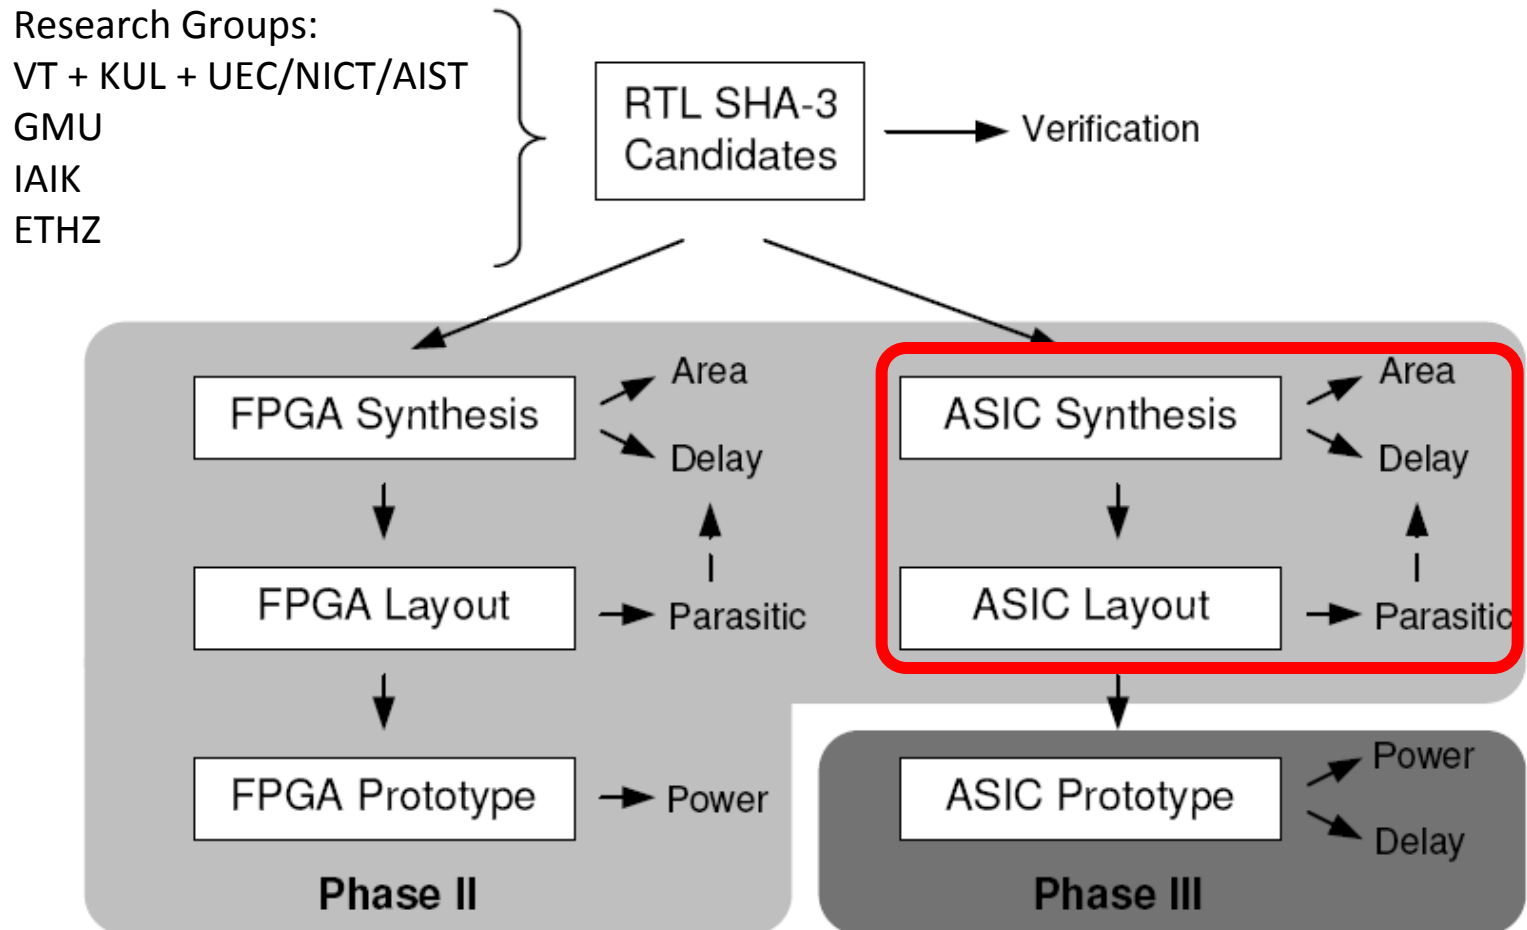 Research Groups:
VT + KUL + UEC/NICT/AIST
GMU
IAIK
ETHZ
RTL SHA-3
Candidates
Verification
FPGA Synthesis
Area
Delay
FPGA Layout
Parasitic
FPGA Prototype
Power
Phase II
ASIC Synthesis
Area
Delay
ASIC Layout
Parasitic
ASIC Prototype
Power
Delay
Phase III